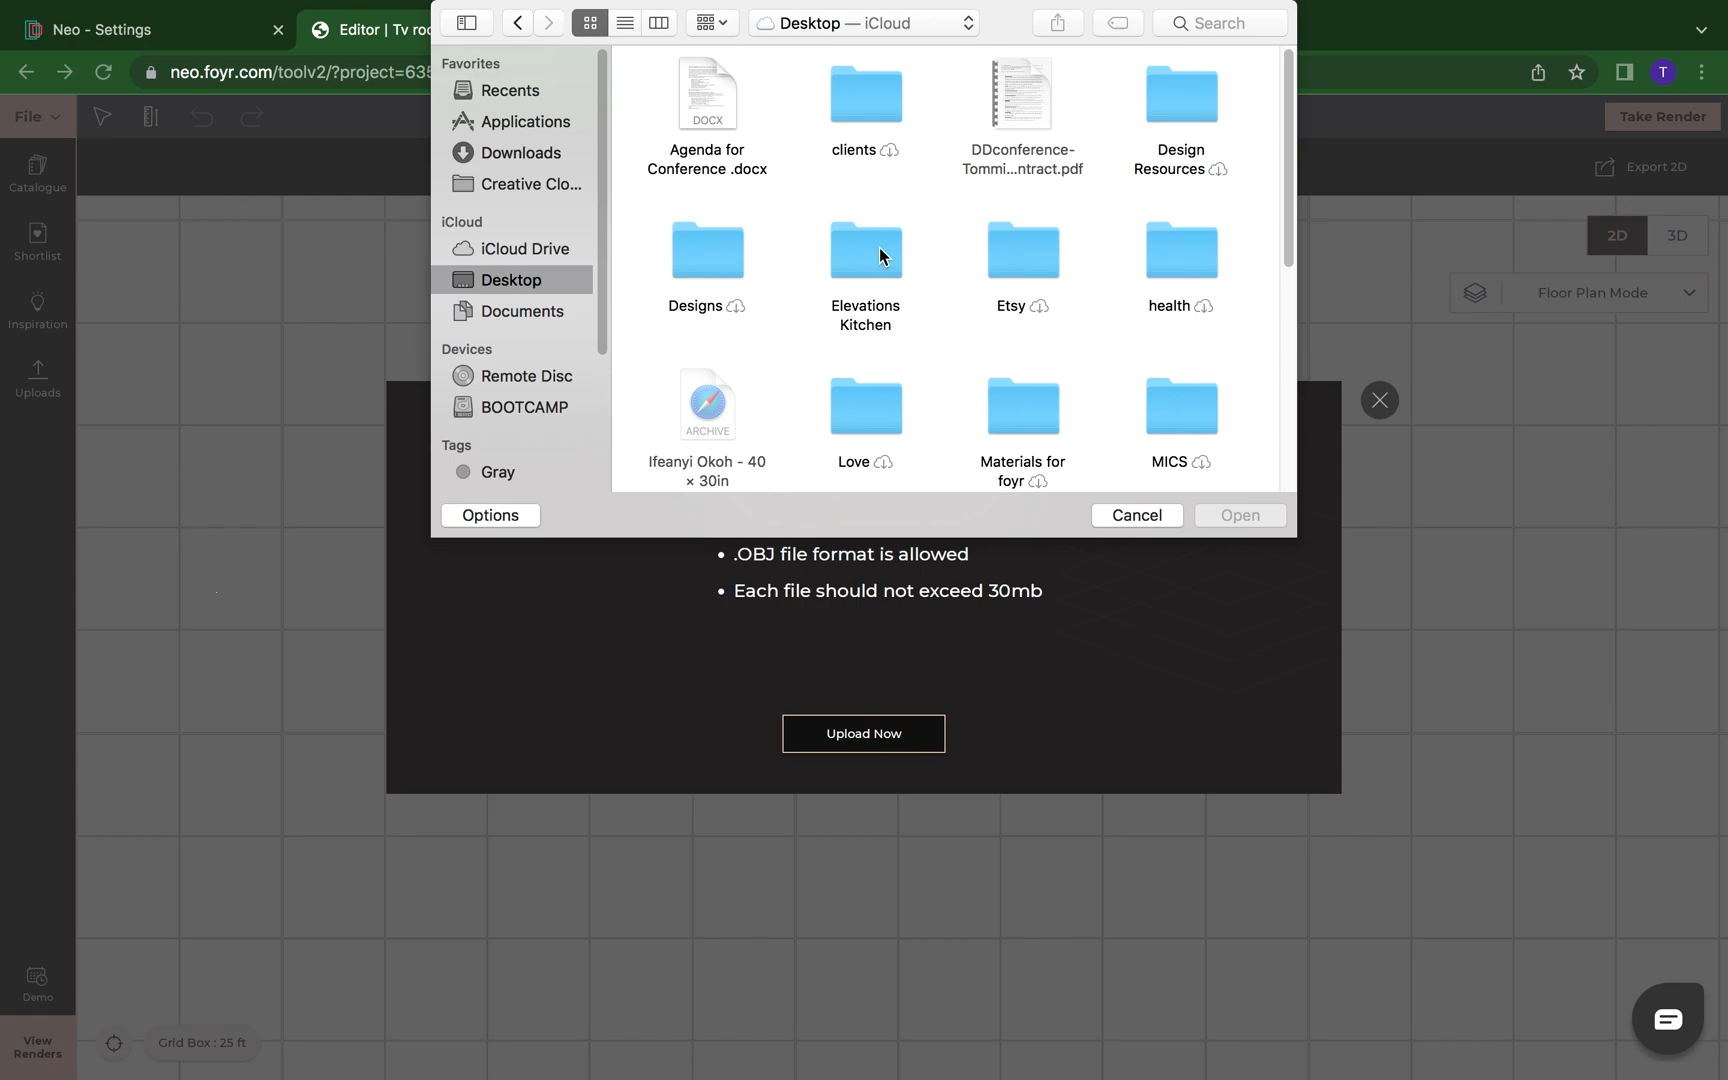 Neo - Settings
Editor | Tv roo
Desktop — iCloud
Search
neo.foyr.com/toolv2/?project=635
T
File
Take Render
Export 2D
Catalogue
Shortlist
Inspiration
Uploads
2D
3D
Floor Plan Mode
Favorites
Recents
Applications
Downloads
Creative Clo...
iCloud
iCloud Drive
Desktop
Documents
Devices
Remote Disc
BOOTCAMP
Tags
Gray
DOCX
Agenda for
Conference .docx
clients
DDconference-
Tommi...ntract.pdf
Design
Resources
Designs
Elevations
Kitchen
Etsy
health
ARCHIVE
Ifeanyi Okoh - 40
× 30in
Love
Materials for
foyr
MICS
Options
Cancel
Open
• .OBJ file format is allowed
• Each file should not exceed 30mb
Upload Now
Demo
View
Renders
Grid Box : 25 ft